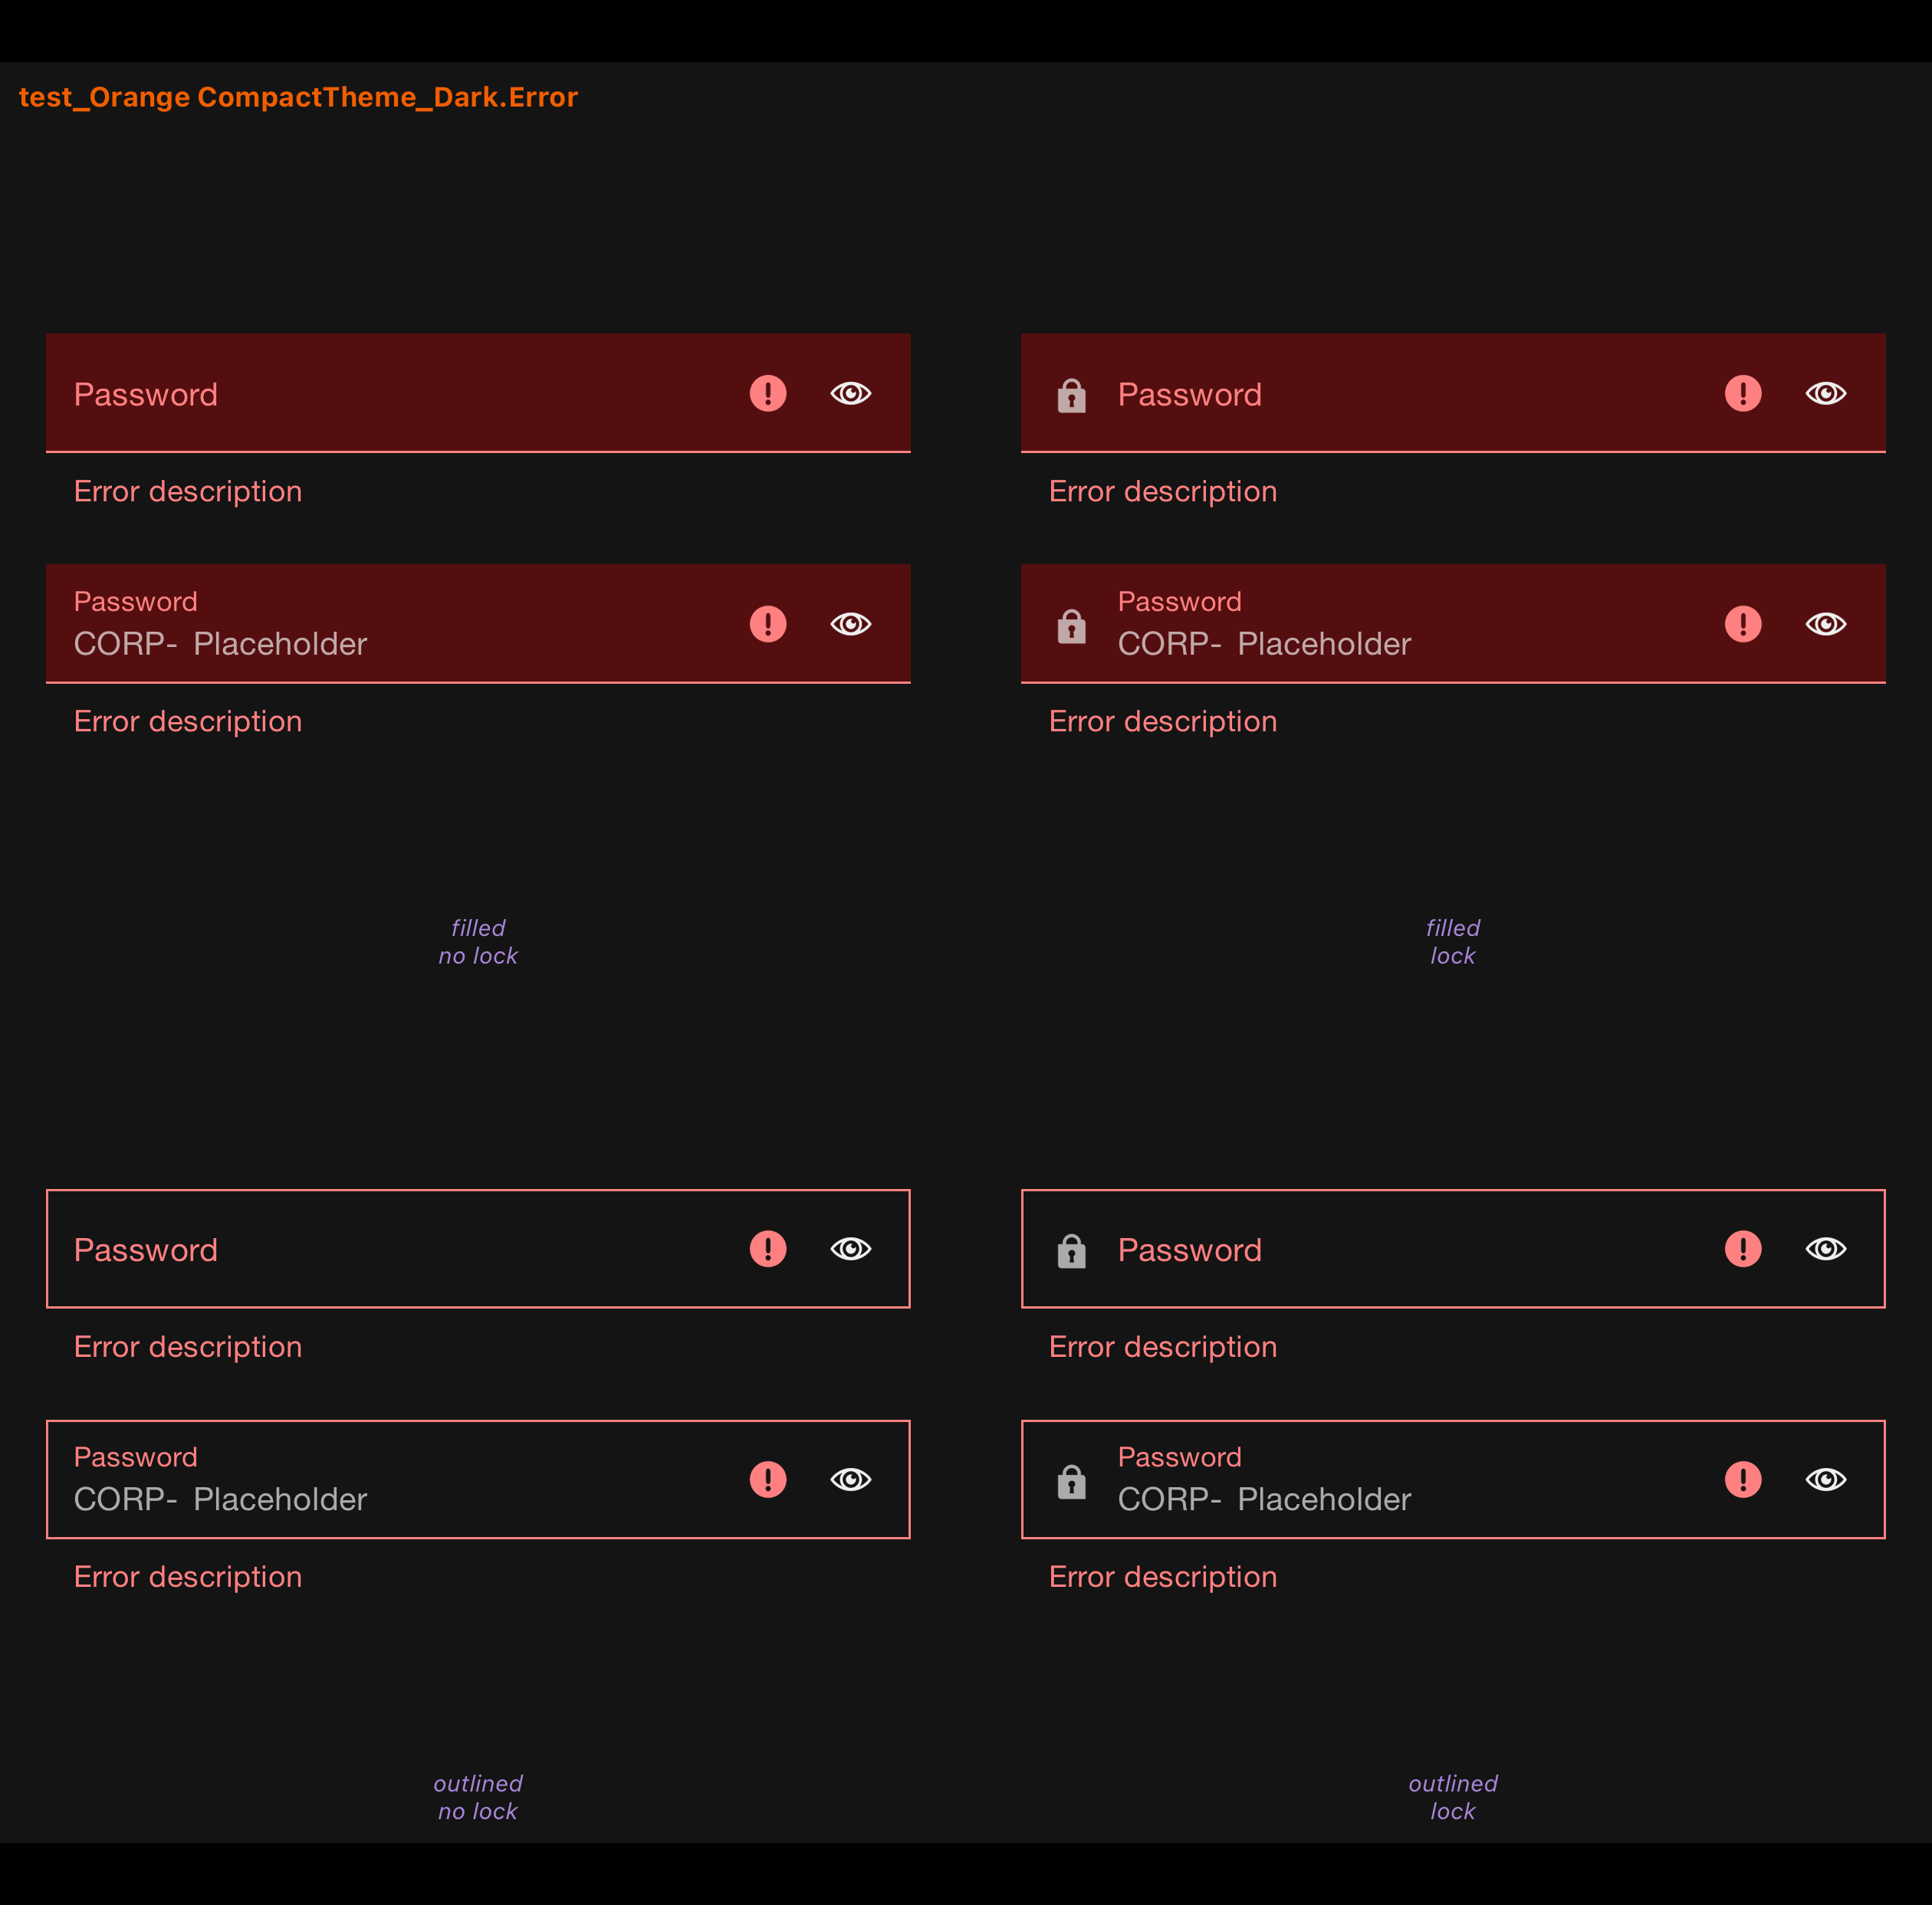 test_Orange CompactTheme_Dark.Error
Password
Error description
Password
CORP- Placeholder
Error description
filled
no lock
Password
Error description
Password
CORP- Placeholder
Error description
filled
lock
Password
Error description
Password
CORP- Placeholder
Error description
outlined
no lock
Password
Error description
Password
CORP- Placeholder
Error description
outlined
lock